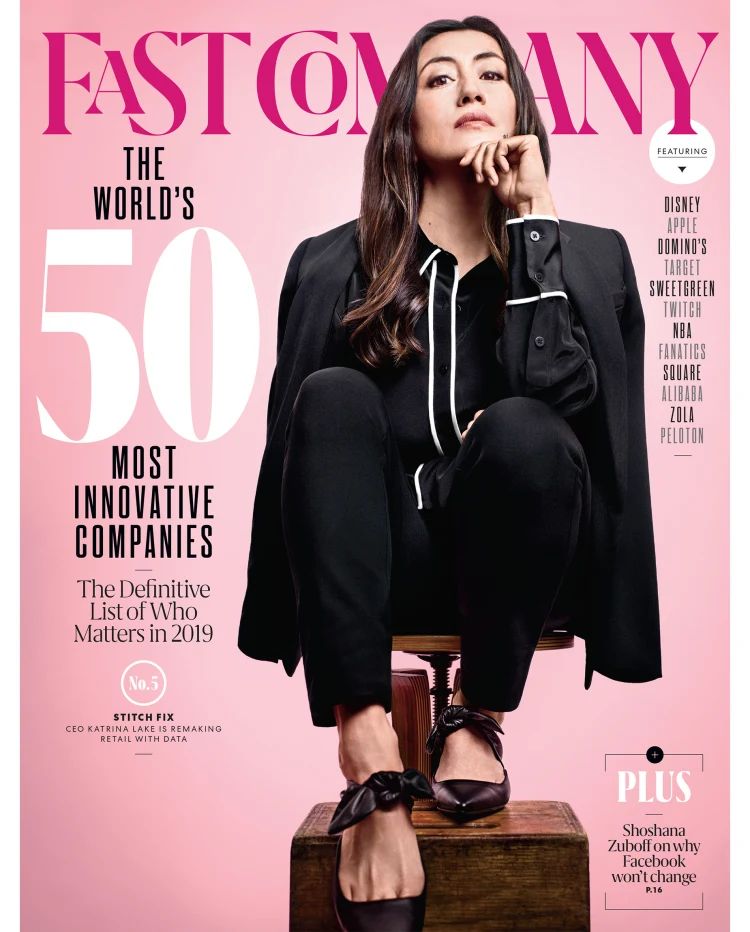 FAST COMPANY
THE
WORLD'S
50
MOST
INNOVATIVE
COMPANIES
The Definitive
List of Who
Matters in 2019
No.5
STITCH FIX
CEO KATRINA LAKE IS REMAKING
RETAIL WITH DATA
FEATURING
DISNEY
APPLE
DOMINO'S
TARGET
SWEETGREEN
TWITCH
NBA
FANATICS
SQUARE
ALIBABA
ZOLA
PELOTON
+
PLUS
Shoshana
Zuboff on why
Facebook
won't change
P.16